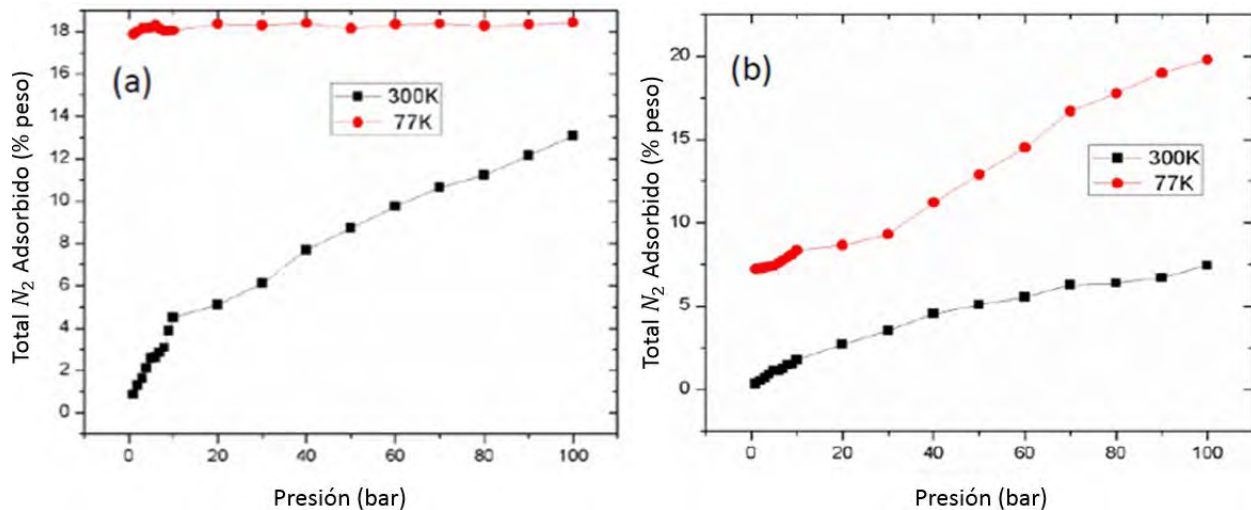 (a)
Total N₂ Adsorbido (% peso)
18
16
14
12
10
8
6
4
2
0
300K
77K
0 20 40 60 80 100
Presión (bar)
(b)
Total N₂ Adsorbido (% peso)
20
15
10
5
0
300K
77K
0 20 40 60 80 100
Presión (bar)